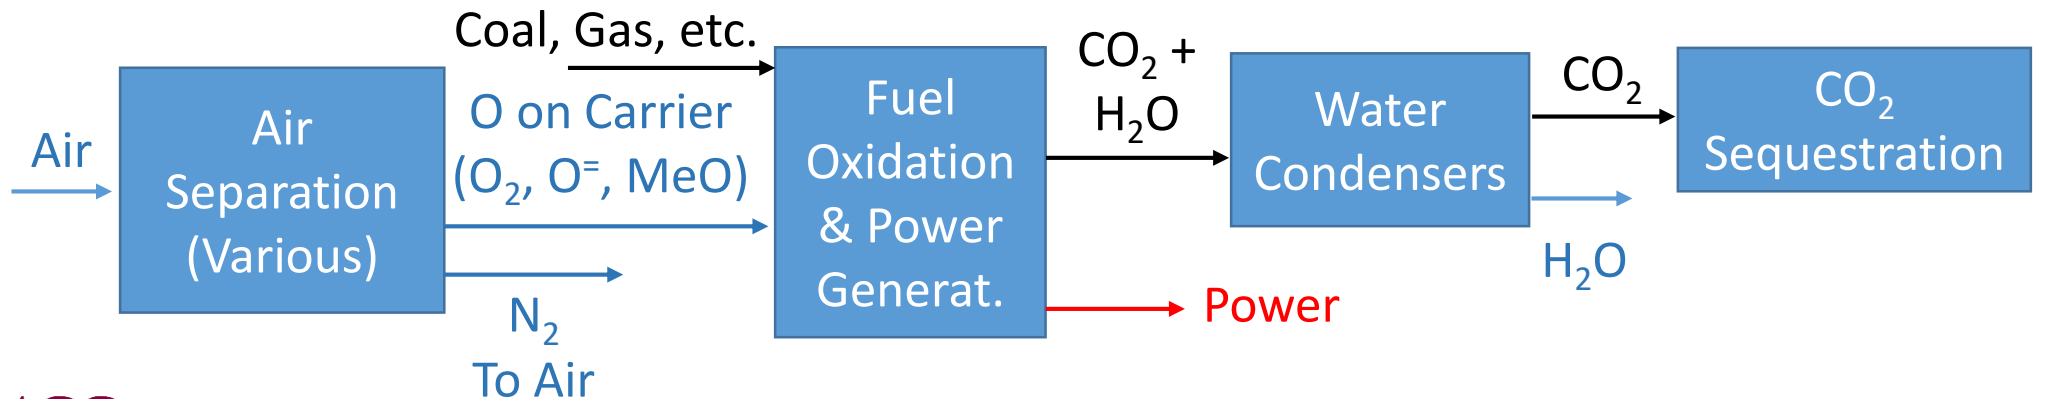 Air
Air
Separation
(Various)
Coal, Gas, etc.
O on Carrier
(O₂, O⁼, MeO)
N₂
To Air
Fuel
Oxidation
& Power
Generat.
CO₂ +
H₂O
Power
Water
Condensers
CO₂
H₂O
CO₂
Sequestration